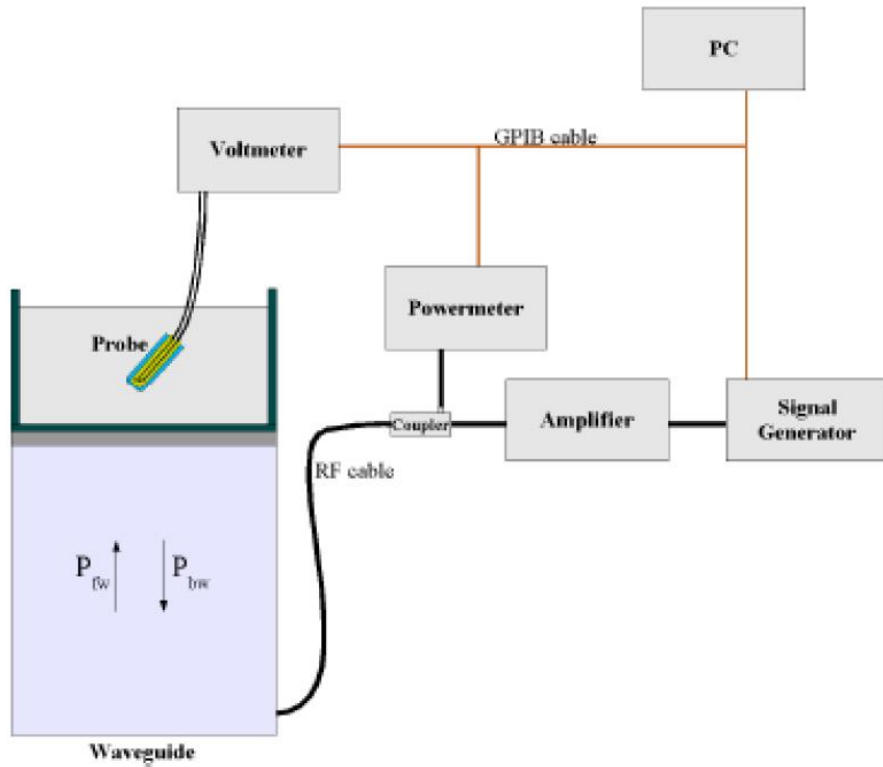 PC
Voltmeter
GPIB cable
Powermeter
Probe
Coupler
Amplifier
Signal
Generator
RF cable
P fw
P bw
Waveguide